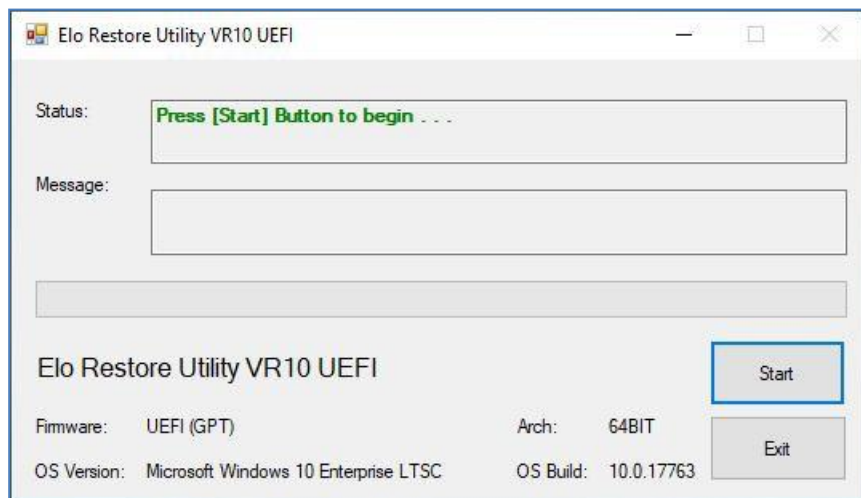 Elo Restore Utility VR10 UEFI
Status: Press [Start] Button to begin . . .
Message:
Elo Restore Utility VR10 UEFI
Start
Firmware: UEFI (GPT) Arch: 64BIT
Exit
OS Version: Microsoft Windows 10 Enterprise LTSC OS Build: 10.0.17763